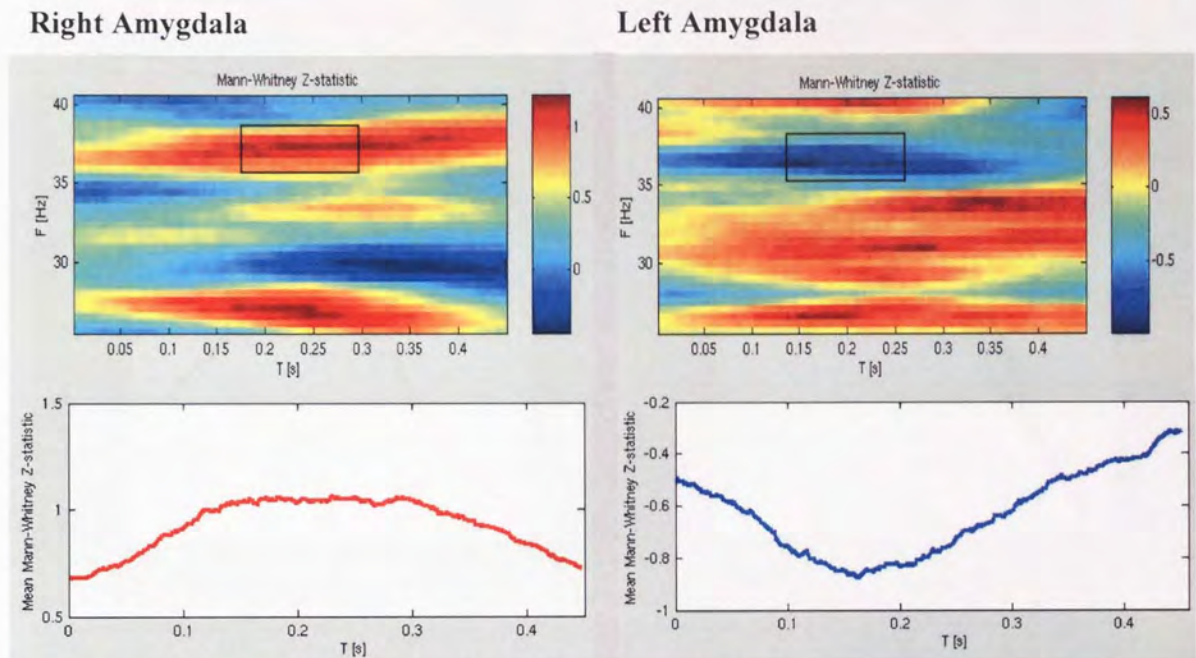 Right Amygdala
Left Amygdala
Mann-Whitney Z-statistic
40
35
30
F [Hz]
0.05 0.1 0.15 0.2 0.25 0.3 0.35 0.4
T [s]
1
0.5
0
Mann-Whitney Z-statistic
40
35
30
F [Hz]
0.05 0.1 0.15 0.2 0.25 0.3 0.35 0.4
T [s]
0.5
0
-0.5
1.5
1
0.5
Mean Mann-Whitney Z-statistic
0 0.1 0.2 0.3 0.4
T [s]
-0.2
-0.4
-0.6
-0.8
-1
Mean Mann-Whitney Z-statistic
0 0.1 0.2 0.3 0.4
T [s]